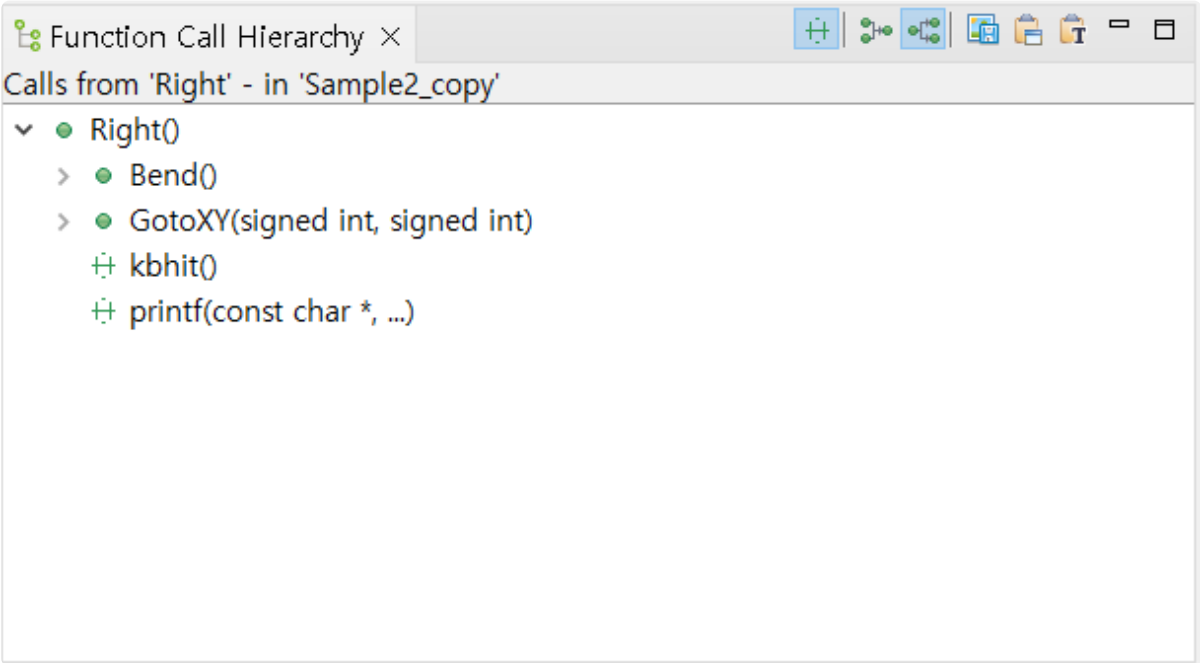 Function Call Hierarchy
Calls from 'Right' - in 'Sample2_copy'
Right()
Bend()
GotoXY(signed int, signed int)
kbhit()
printf(const char *, ...)